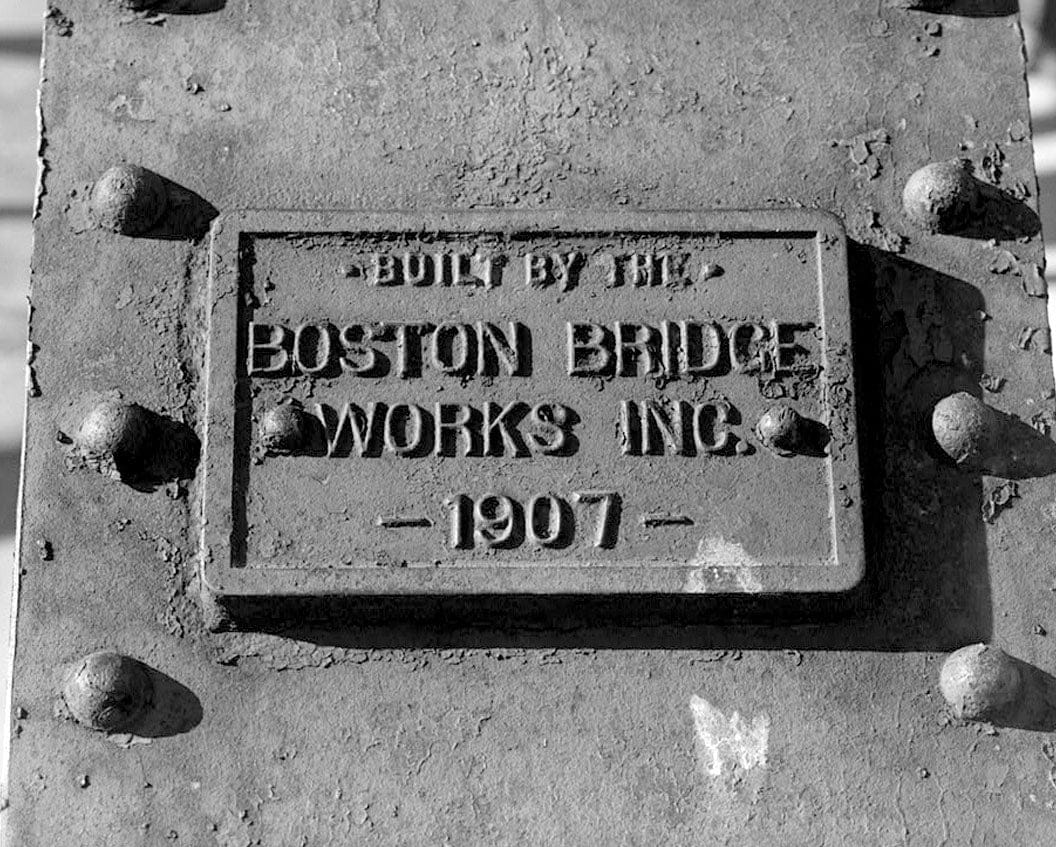 · BUILT BY THE ·
BOSTON BRIDGE
WORKS INC.
– 1907 –